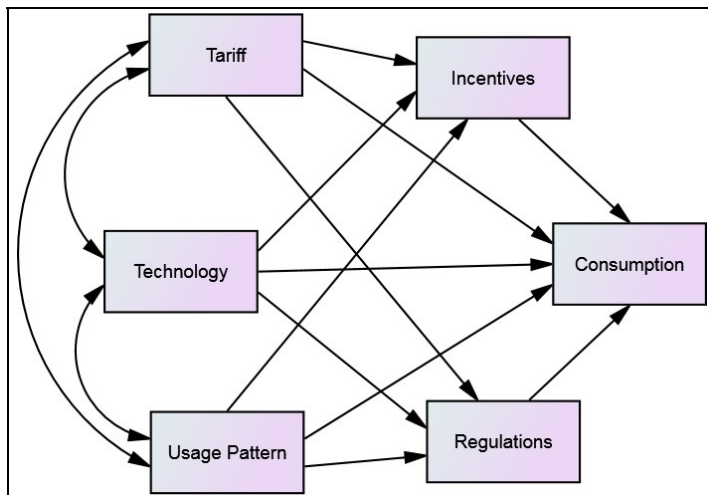 Tariff
Incentives
Technology
Consumption
Usage Pattern
Regulations